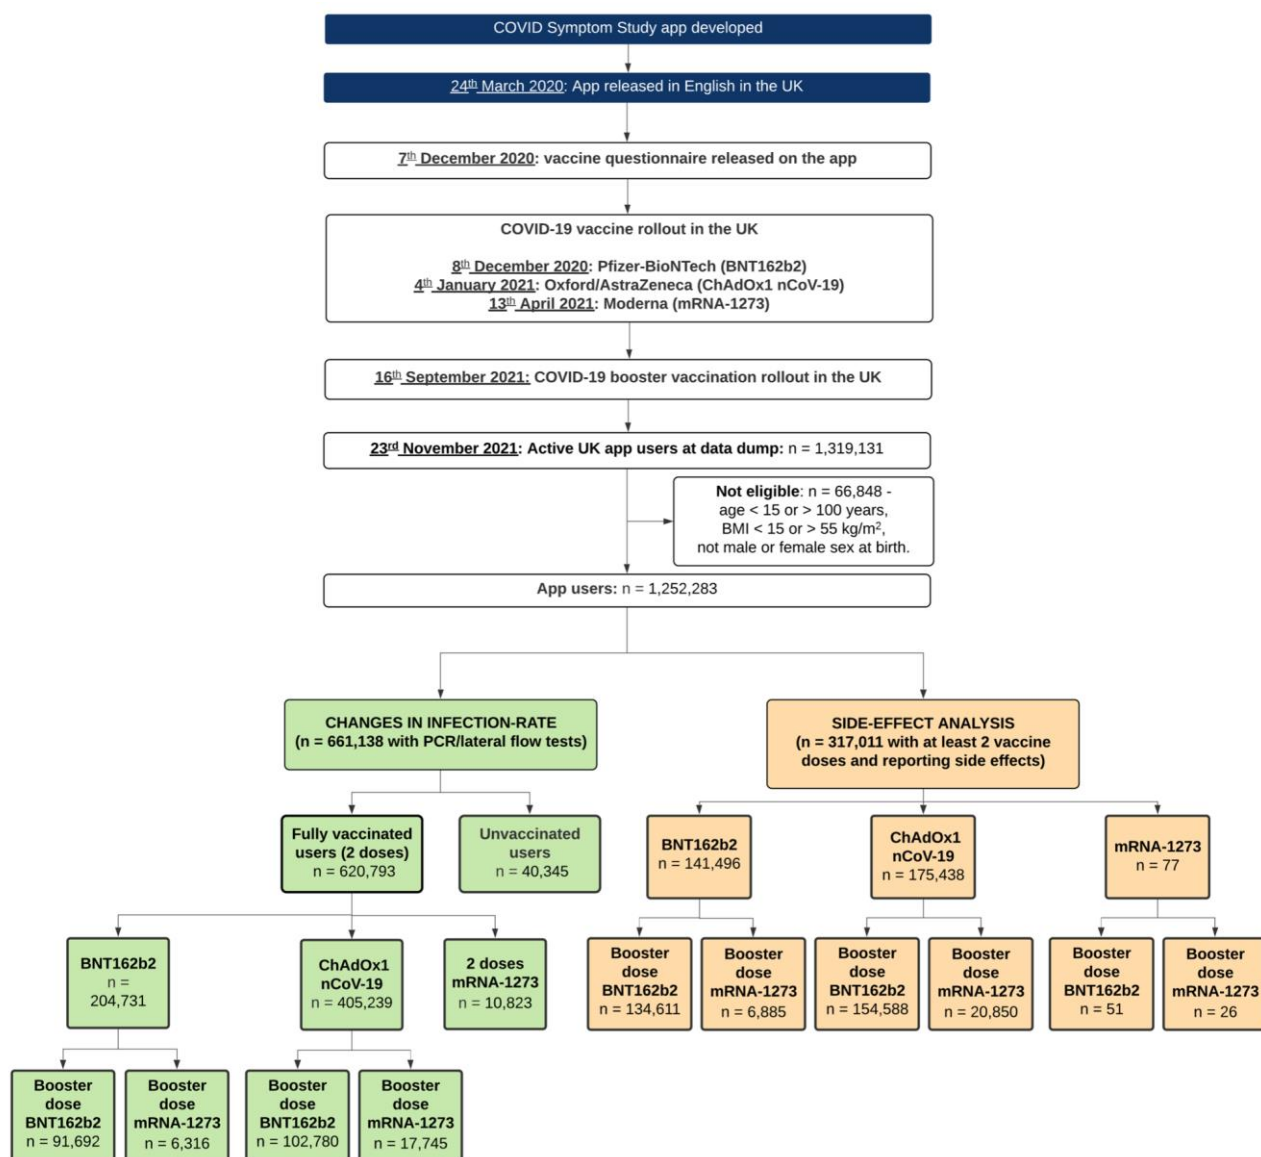 COVID Symptom Study app developed
24th March 2020: App released in English in the UK
7th December 2020: vaccine questionnaire released on the app
COVID-19 vaccine rollout in the UK
8th December 2020: Pfizer-BioNTech (BNT162b2)
4th January 2021: Oxford/AstraZeneca (ChAdOx1 nCoV-19)
13th April 2021: Moderna (mRNA-1273)
16th September 2021: COVID-19 booster vaccination rollout in the UK
23rd November 2021: Active UK app users at data dump: n = 1,319,131
Not eligible: n = 66,848 -
age < 15 or > 100 years,
BMI < 15 or > 55 kg/m²,
not male or female sex at birth.
App users: n = 1,252,283
CHANGES IN INFECTION-RATE
(n = 661,138 with PCR/lateral flow tests)
SIDE-EFFECT ANALYSIS
(n = 317,011 with at least 2 vaccine
doses and reporting side effects)
Fully vaccinated
users (2 doses)
n = 620,793
Unvaccinated
users
n = 40,345
BNT162b2
n = 141,496
ChAdOx1
nCoV-19
n = 175,438
mRNA-1273
n = 77
BNT162b2
n =
204,731
ChAdOx1
nCoV-19
n = 405,239
2 doses
mRNA-1273
n = 10,823
Booster
dose
BNT162b2
n = 134,611
Booster
dose
mRNA-1273
n = 6,885
Booster
dose
BNT162b2
n = 154,588
Booster
dose
mRNA-1273
n = 20,850
Booster
dose
BNT162b2
n = 51
Booster
dose
mRNA-1273
n = 26
Booster
dose
BNT162b2
n = 91,692
Booster
dose
mRNA-1273
n = 6,316
Booster
dose
BNT162b2
n = 102,780
Booster
dose
mRNA-1273
n = 17,745